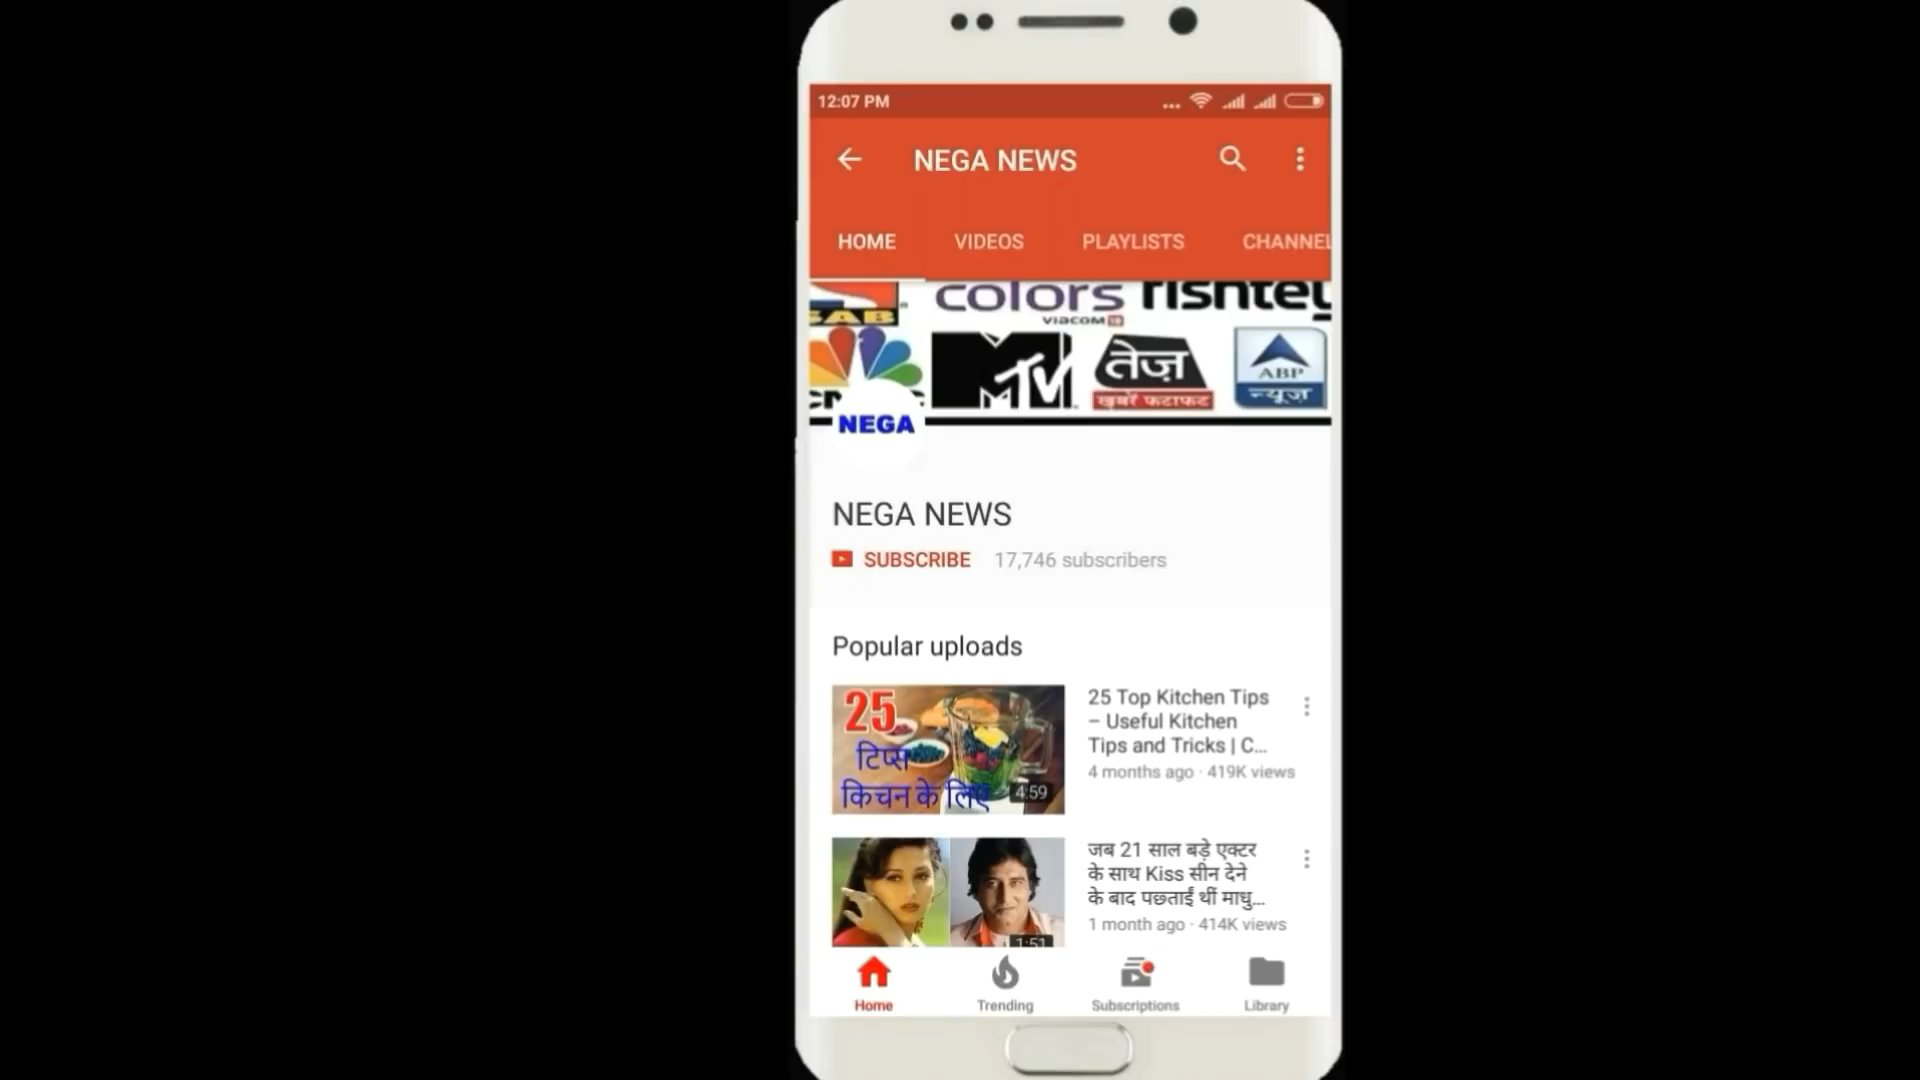 12:07 PM
NEGA NEWS
HOME
VIDEOS
PLAYLISTS
CHANNEL
SAB
colors
rishtey
VIACOM 18
MTV
तेज़
ABP
ख़बरें फटाफट
न्यूज़
NEGA
NEGA NEWS
SUBSCRIBE
17,746 subscribers
Popular uploads
25
टिप्स
किचन के लिए
4:59
25 Top Kitchen Tips
– Useful Kitchen
Tips and Tricks | C...
4 months ago · 419K views
1:51
जब 21 साल बड़े एक्टर
के साथ Kiss सीन देने
के बाद पछताईं थीं माधु...
1 month ago · 414K views
Home
Trending
Subscriptions
Library